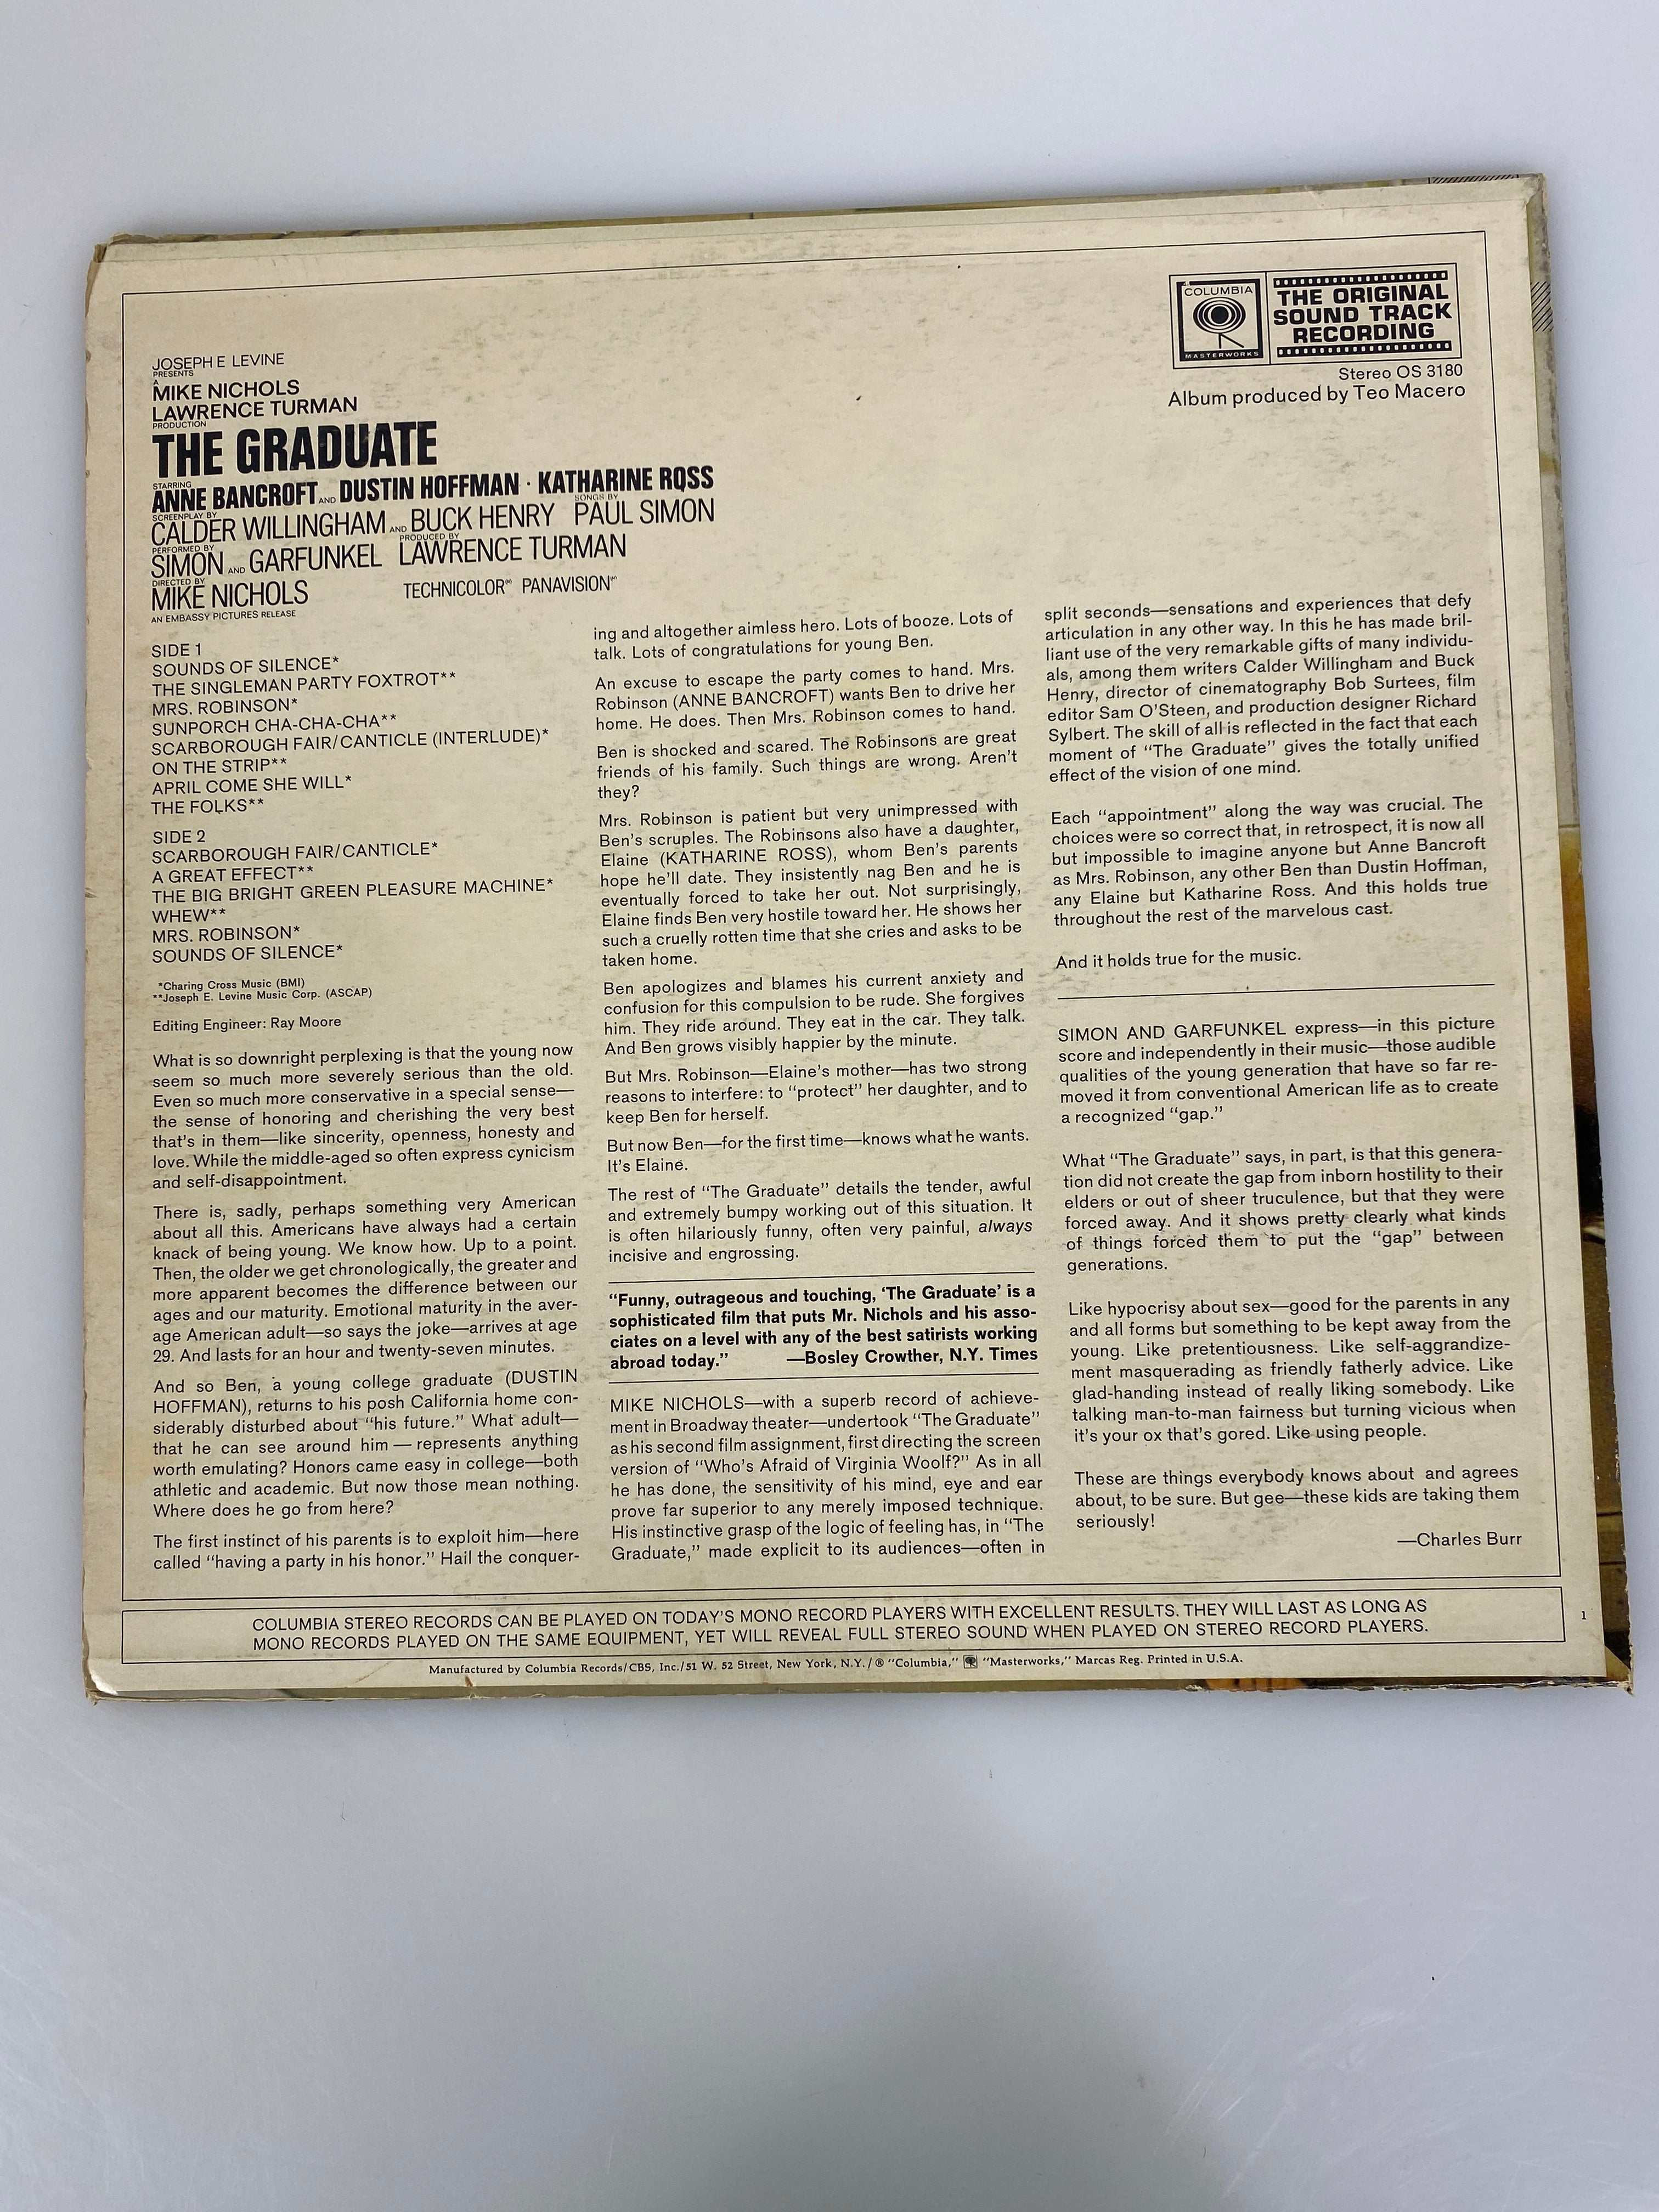 COLUMBIA
MASTERWORKS
THE ORIGINAL
SOUND TRACK
RECORDING
Stereo OS 3180
Album produced by Teo Macero
JOSEPH E LEVINE
PRESENTS
A
MIKE NICHOLS
LAWRENCE TURMAN
PRODUCTION
THE GRADUATE
STARRING
ANNE BANCROFT AND DUSTIN HOFFMAN · KATHARINE ROSS
SCREENPLAY BY SONGS BY
CALDER WILLINGHAM AND BUCK HENRY PAUL SIMON
PERFORMED BY PRODUCED BY
SIMON AND GARFUNKEL LAWRENCE TURMAN
DIRECTED BY
MIKE NICHOLS TECHNICOLOR® PANAVISION®
AN EMBASSY PICTURES RELEASE
SIDE 1
SOUNDS OF SILENCE*
THE SINGLEMAN PARTY FOXTROT**
MRS. ROBINSON*
SUNPORCH CHA-CHA-CHA**
SCARBOROUGH FAIR/CANTICLE (INTERLUDE)*
ON THE STRIP**
APRIL COME SHE WILL*
THE FOLKS**
SIDE 2
SCARBOROUGH FAIR/CANTICLE*
A GREAT EFFECT**
THE BIG BRIGHT GREEN PLEASURE MACHINE*
WHEW**
MRS. ROBINSON*
SOUNDS OF SILENCE*
*Charing Cross Music (BMI)
**Joseph E. Levine Music Corp. (ASCAP)
Editing Engineer: Ray Moore
What is so downright perplexing is that the young now
seem so much more severely serious than the old.
Even so much more conservative in a special sense—
the sense of honoring and cherishing the very best
that's in them—like sincerity, openness, honesty and
love. While the middle-aged so often express cynicism
and self-disappointment.
There is, sadly, perhaps something very American
about all this. Americans have always had a certain
knack of being young. We know how. Up to a point.
Then, the older we get chronologically, the greater and
more apparent becomes the difference between our
ages and our maturity. Emotional maturity in the aver-
age American adult—so says the joke—arrives at age
29. And lasts for an hour and twenty-seven minutes.
And so Ben, a young college graduate (DUSTIN
HOFFMAN), returns to his posh California home con-
siderably disturbed about “his future.” What adult—
that he can see around him — represents anything
worth emulating? Honors came easy in college—both
athletic and academic. But now those mean nothing.
Where does he go from here?
The first instinct of his parents is to exploit him—here
called “having a party in his honor.” Hail the conquer-
ing and altogether aimless hero. Lots of booze. Lots of
talk. Lots of congratulations for young Ben.
An excuse to escape the party comes to hand. Mrs.
Robinson (ANNE BANCROFT) wants Ben to drive her
home. He does. Then Mrs. Robinson comes to hand.
Ben is shocked and scared. The Robinsons are great
friends of his family. Such things are wrong. Aren't
they?
Mrs. Robinson is patient but very unimpressed with
Ben's scruples. The Robinsons also have a daughter,
Elaine (KATHARINE ROSS), whom Ben's parents
hope he'll date. They insistently nag Ben and he is
eventually forced to take her out. Not surprisingly,
Elaine finds Ben very hostile toward her. He shows her
such a cruelly rotten time that she cries and asks to be
taken home.
Ben apologizes and blames his current anxiety and
confusion for this compulsion to be rude. She forgives
him. They ride around. They eat in the car. They talk.
And Ben grows visibly happier by the minute.
But Mrs. Robinson—Elaine's mother—has two strong
reasons to interfere: to “protect” her daughter, and to
keep Ben for herself.
But now Ben—for the first time—knows what he wants.
It's Elaine.
The rest of “The Graduate” details the tender, awful
and extremely bumpy working out of this situation. It
is often hilariously funny, often very painful, always
incisive and engrossing.
“Funny, outrageous and touching, ‘The Graduate’ is a
sophisticated film that puts Mr. Nichols and his asso-
ciates on a level with any of the best satirists working
abroad today.” —Bosley Crowther, N.Y. Times
MIKE NICHOLS—with a superb record of achieve-
ment in Broadway theater—undertook “The Graduate”
as his second film assignment, first directing the screen
version of “Who's Afraid of Virginia Woolf?” As in all
he has done, the sensitivity of his mind, eye and ear
prove far superior to any merely imposed technique.
His instinctive grasp of the logic of feeling has, in “The
Graduate,” made explicit to its audiences—often in
split seconds—sensations and experiences that defy
articulation in any other way. In this he has made bril-
liant use of the very remarkable gifts of many individu-
als, among them writers Calder Willingham and Buck
Henry, director of cinematography Bob Surtees, film
editor Sam O'Steen, and production designer Richard
Sylbert. The skill of all is reflected in the fact that each
moment of “The Graduate” gives the totally unified
effect of the vision of one mind.
Each “appointment” along the way was crucial. The
choices were so correct that, in retrospect, it is now all
but impossible to imagine anyone but Anne Bancroft
as Mrs. Robinson, any other Ben than Dustin Hoffman,
any Elaine but Katharine Ross. And this holds true
throughout the rest of the marvelous cast.
And it holds true for the music.
SIMON AND GARFUNKEL express—in this picture
score and independently in their music—those audible
qualities of the young generation that have so far re-
moved it from conventional American life as to create
a recognized “gap.”
What “The Graduate” says, in part, is that this genera-
tion did not create the gap from inborn hostility to their
elders or out of sheer truculence, but that they were
forced away. And it shows pretty clearly what kinds
of things forced them to put the “gap” between
generations.
Like hypocrisy about sex—good for the parents in any
and all forms but something to be kept away from the
young. Like pretentiousness. Like self-aggrandize-
ment masquerading as friendly fatherly advice. Like
glad-handing instead of really liking somebody. Like
talking man-to-man fairness but turning vicious when
it's your ox that's gored. Like using people.
These are things everybody knows about and agrees
about, to be sure. But gee—these kids are taking them
seriously!
—Charles Burr
COLUMBIA STEREO RECORDS CAN BE PLAYED ON TODAY'S MONO RECORD PLAYERS WITH EXCELLENT RESULTS. THEY WILL LAST AS LONG AS
MONO RECORDS PLAYED ON THE SAME EQUIPMENT, YET WILL REVEAL FULL STEREO SOUND WHEN PLAYED ON STEREO RECORD PLAYERS.
1
Manufactured by Columbia Records/CBS, Inc./51 W. 52 Street, New York, N.Y./® “Columbia,” “Masterworks,” Marcas Reg. Printed in U.S.A.